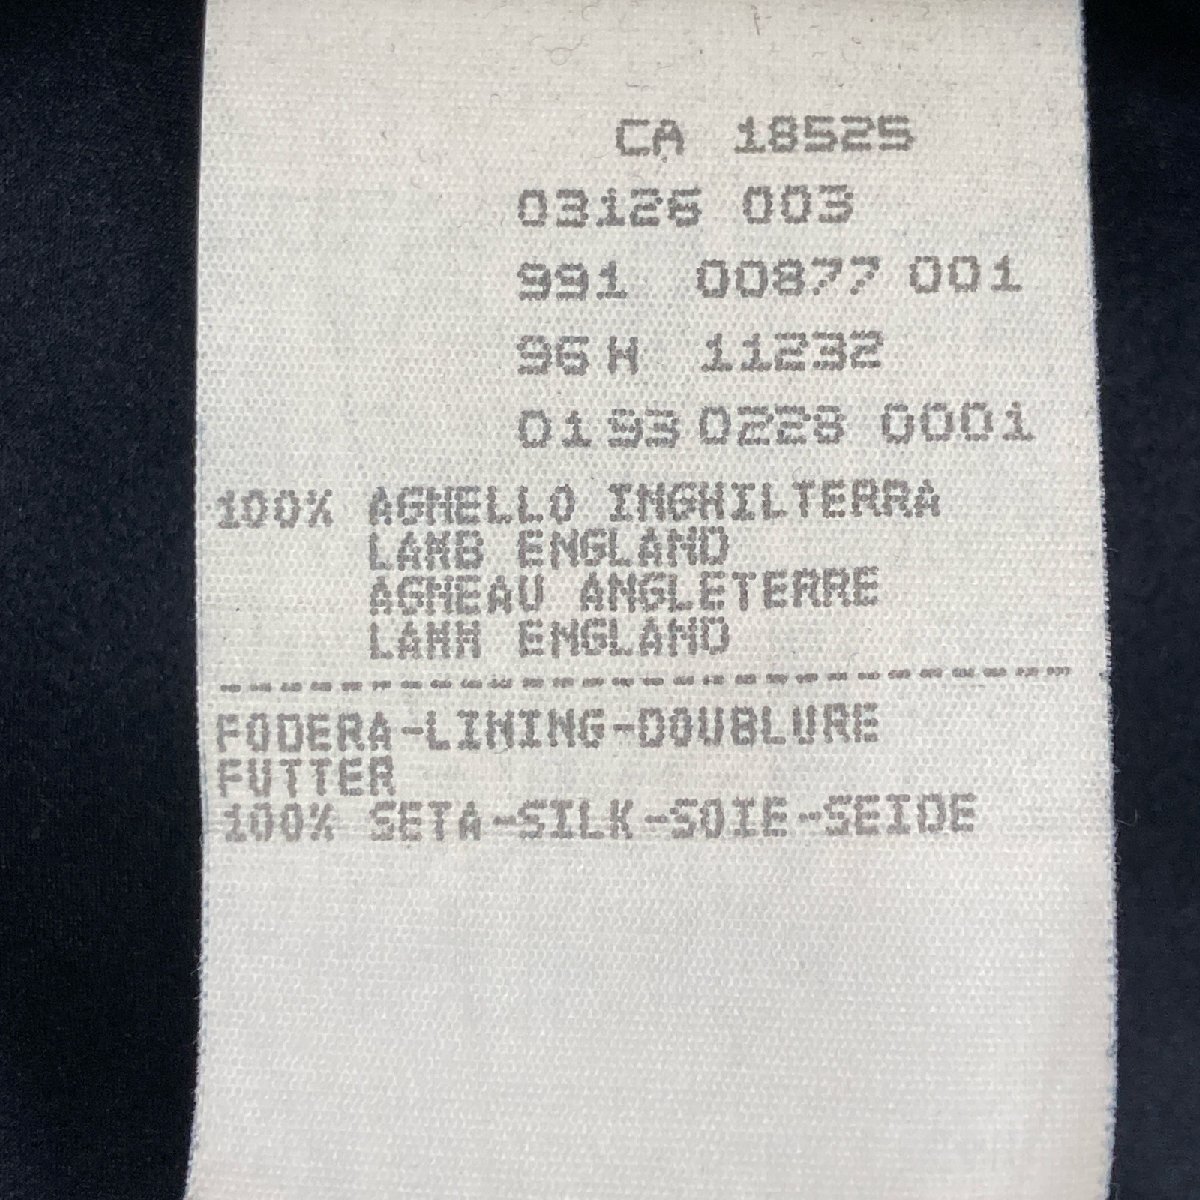 CA 18525
03126 003
991 00877 001
96 H 11232
0193 0228 0001
100% AGNELLO INGHILTERRA
LAMB ENGLAND
AGNEAU ANGLETERRE
LAMM ENGLAND
------------------------------
FODERA-LINING-DOUBLURE
FUTTER
100% SETA-SILK-SOIE-SEIDE